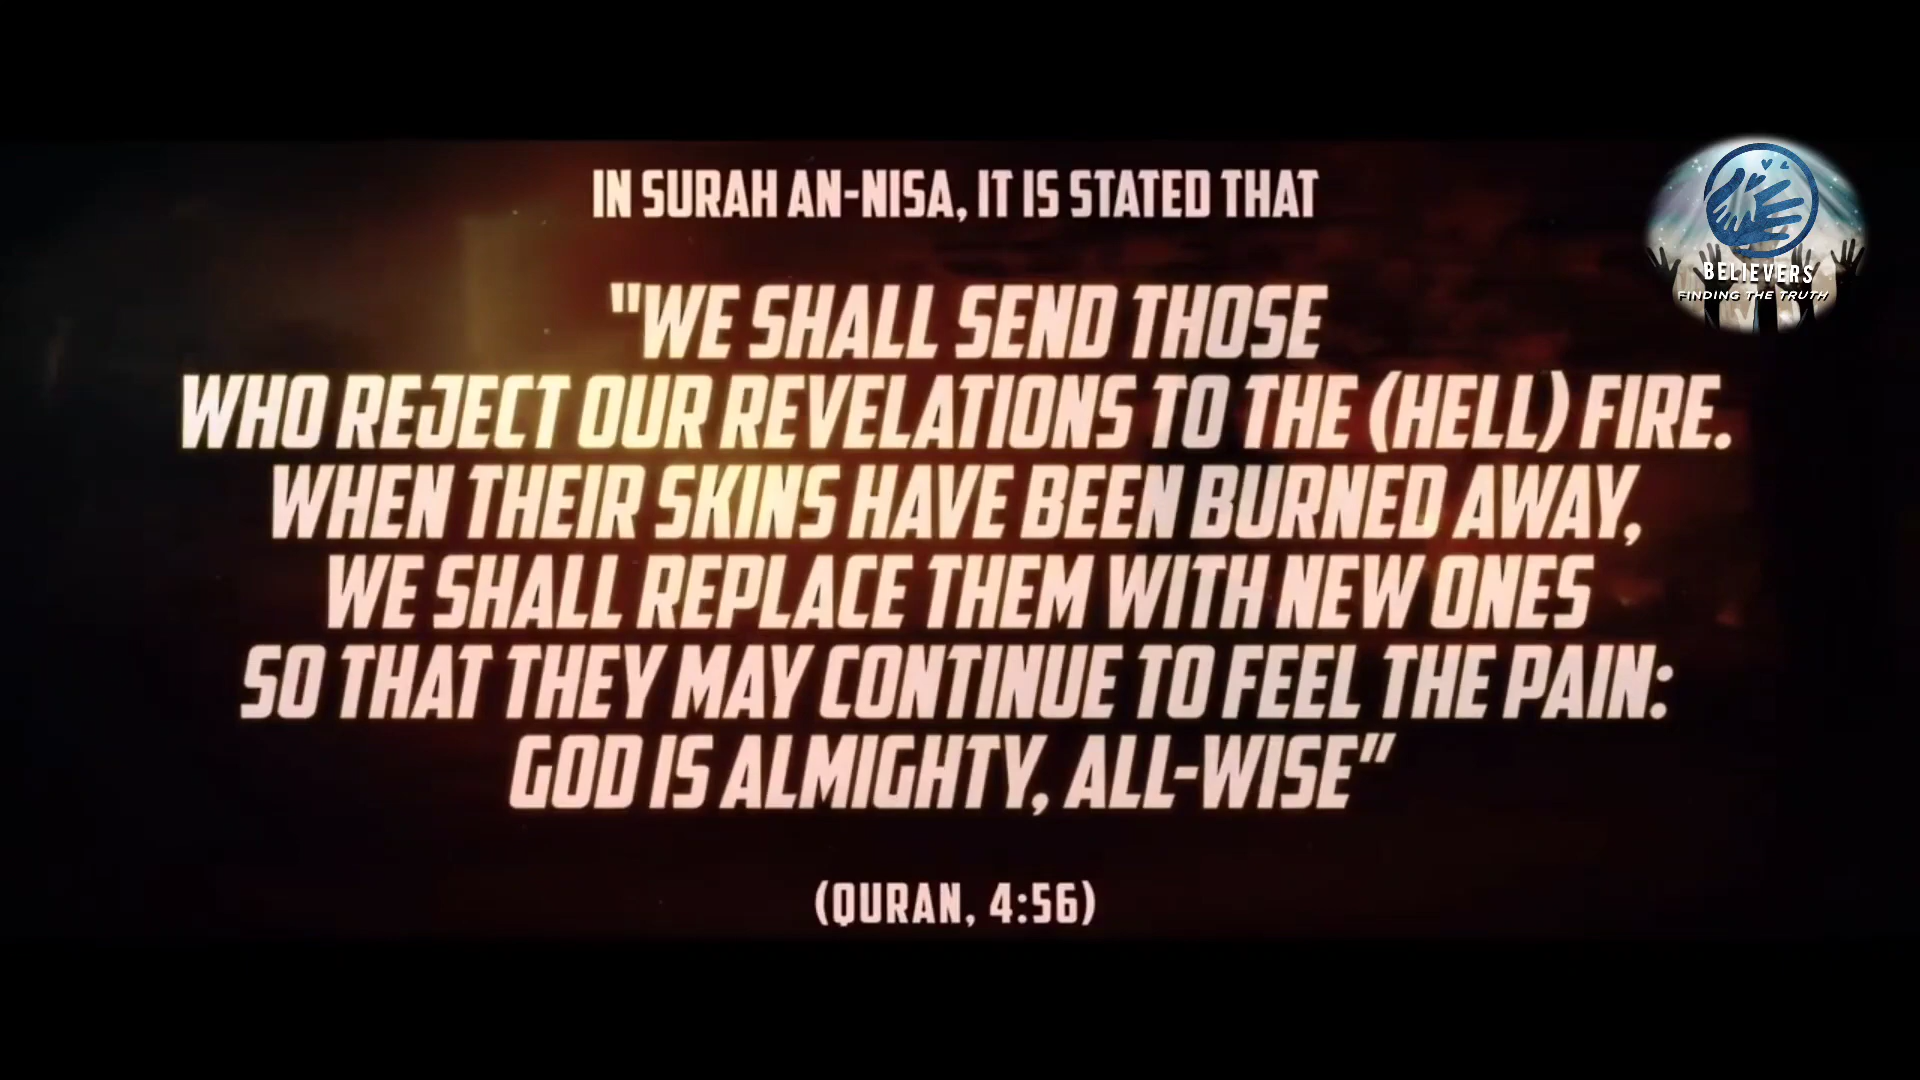 IN SURAH AN-NISA, IT IS STATED THAT
"WE SHALL SEND THOSE
WHO REJECT OUR REVELATIONS TO THE (HELL) FIRE.
WHEN THEIR SKINS HAVE BEEN BURNED AWAY,
WE SHALL REPLACE THEM WITH NEW ONES
SO THAT THEY MAY CONTINUE TO FEEL THE PAIN:
GOD IS ALMIGHTY, ALL-WISE"
(QURAN, 4:56)
BELIEVERS
FINDING THE TRUTH